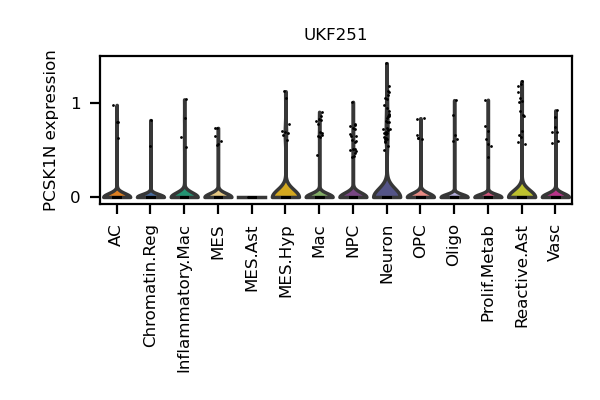 UKF251
PCSK1N expression
1
0
AC
Chromatin.Reg
Inflammatory.Mac
MES
MES.Ast
MES.Hyp
Mac
NPC
Neuron
OPC
Oligo
Prolif.Metab
Reactive.Ast
Vasc